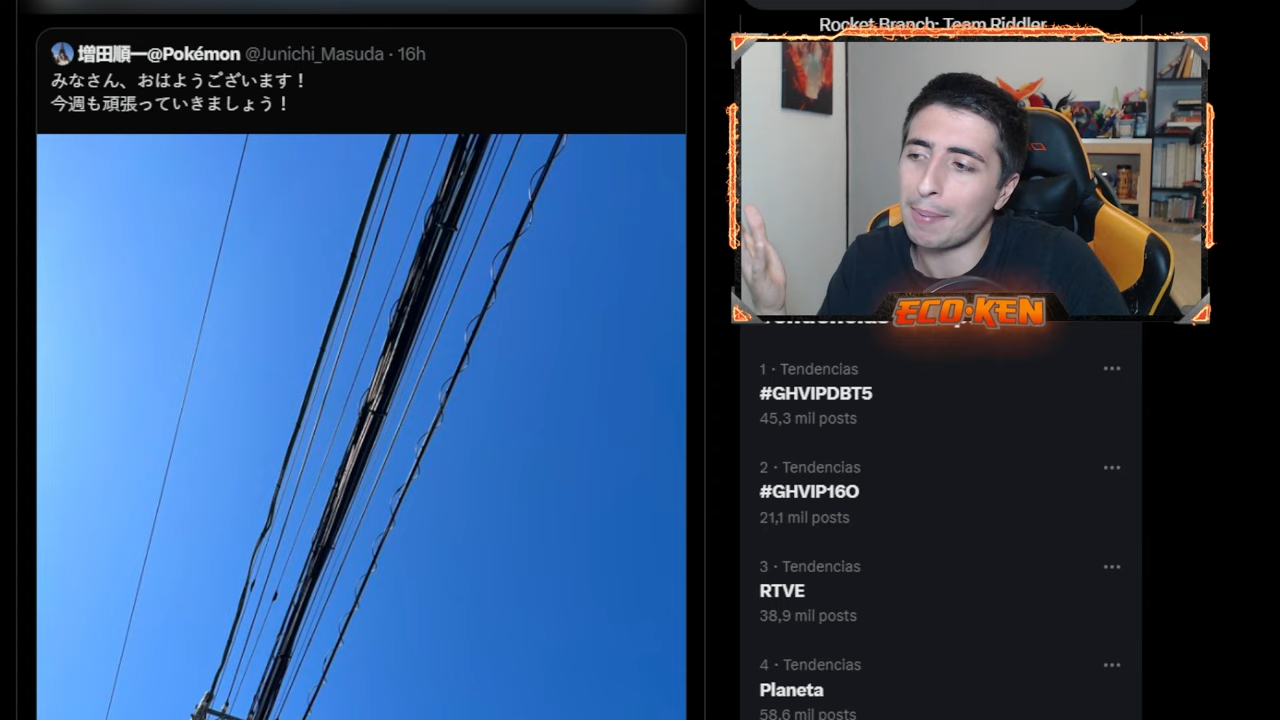 増田順一@Pokémon @Junichi_Masuda · 16h
みなさん、おはようございます！
今週も頑張っていきましょう！
Rocket Branch: Team Riddler
ECO·KEN
1 · Tendencias
#GHVIPDBT5
45,3 mil posts
2 · Tendencias
#GHVIP16O
21,1 mil posts
3 · Tendencias
RTVE
38,9 mil posts
4 · Tendencias
Planeta
58,6 mil posts